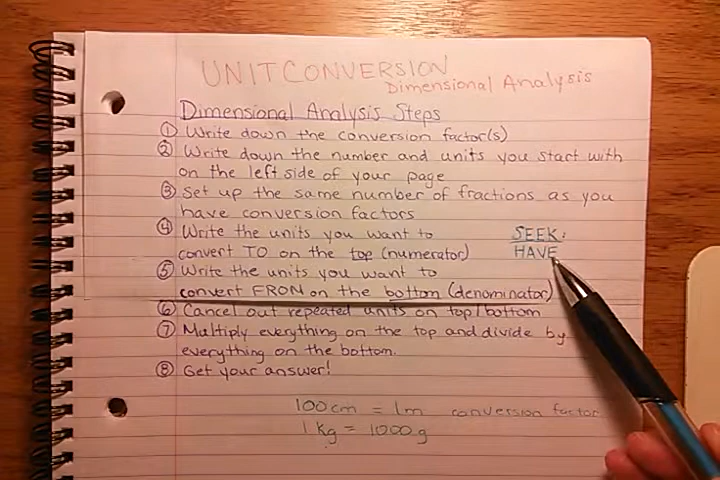 UNIT CONVERSION
Dimensional Analysis
Dimensional Analysis Steps
① Write down the conversion factor(s)
② Write down the number and units you start with
on the left side of your page
③ Set up the same number of fractions as you
have conversion factors
④ Write the units you want to
convert TO on the top (numerator)
SEEK:
HAVE
⑤ Write the units you want to
convert FROM on the bottom (denominator)
⑥ Cancel out repeated units on top/bottom
⑦ Multiply everything on the top and divide by
everything on the bottom.
⑧ Get your answer!
100cm = 1m conversion factor
1 kg = 1000g